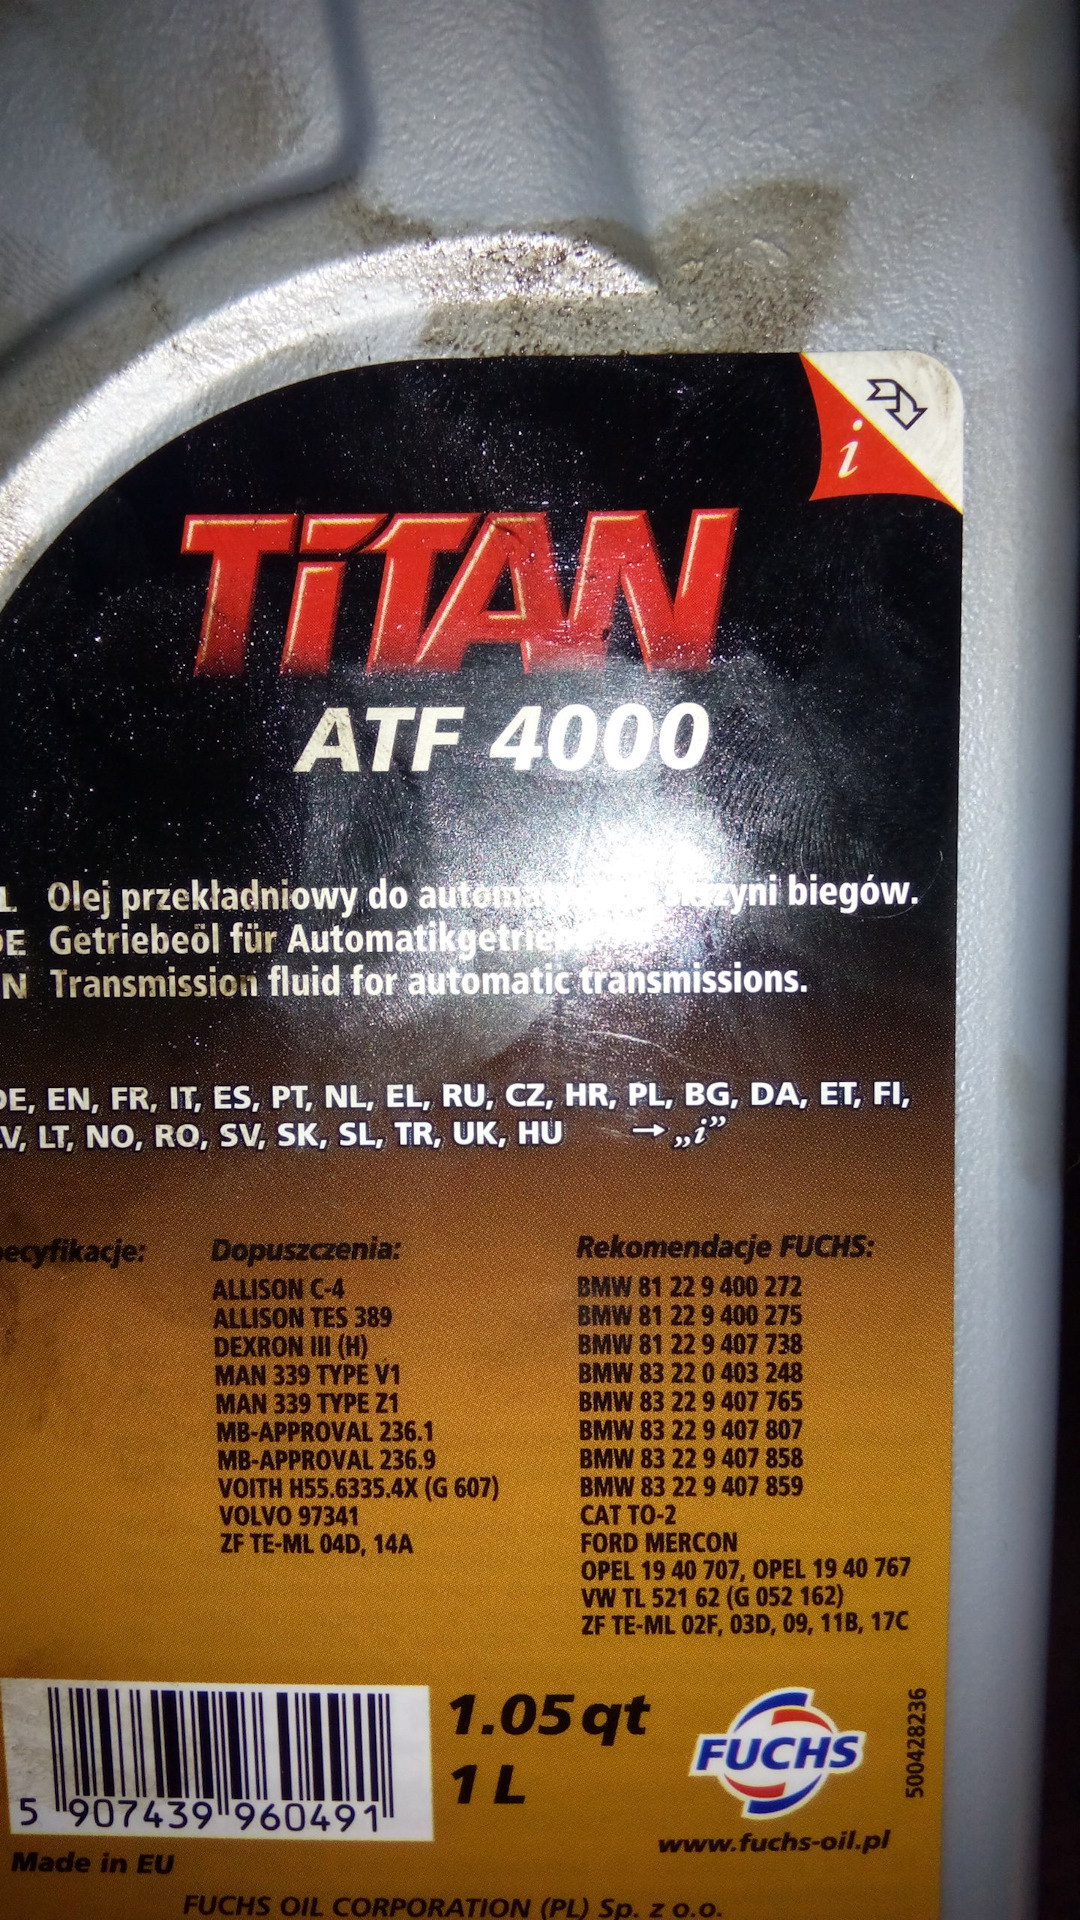 i
TiTAN
ATF 4000
Olej przekładniowy do biegów.
DE Getriebeöl für
Transmission fluid for automatic transmissions.
DE, EN, FR, IT, ES, PT, NL, EL, RU, CZ, HR, PL, BG, DA, ET, FI,
LV, LT, NO, RO, SV, SK, SL, TR, UK, HU → „i”
Dopuszczenia:
ALLISON C-4
ALLISON TES 389
DEXRON III (H)
MAN 339 TYPE V1
MAN 339 TYPE Z1
MB-APPROVAL 236.1
MB-APPROVAL 236.9
VOITH H55.6335.4X (G 607)
VOLVO 97341
ZF TE-ML 04D, 14A
Rekomendacje FUCHS:
BMW 81 22 9 400 272
BMW 81 22 9 400 275
BMW 81 22 9 407 738
BMW 83 22 0 403 248
BMW 83 22 9 407 765
BMW 83 22 9 407 807
BMW 83 22 9 407 858
BMW 83 22 9 407 859
CAT TO-2
FORD MERCON
OPEL 19 40 707, OPEL 19 40 767
VW TL 521 62 (G 052 162)
ZF TE-ML 02F, 03D, 09, 11B, 17C
5 907439 960491
1.05 qt
1 L
FUCHS
500428236
www.fuchs-oil.pl
Made in EU
FUCHS OIL CORPORATION (PL) Sp. z o.o.